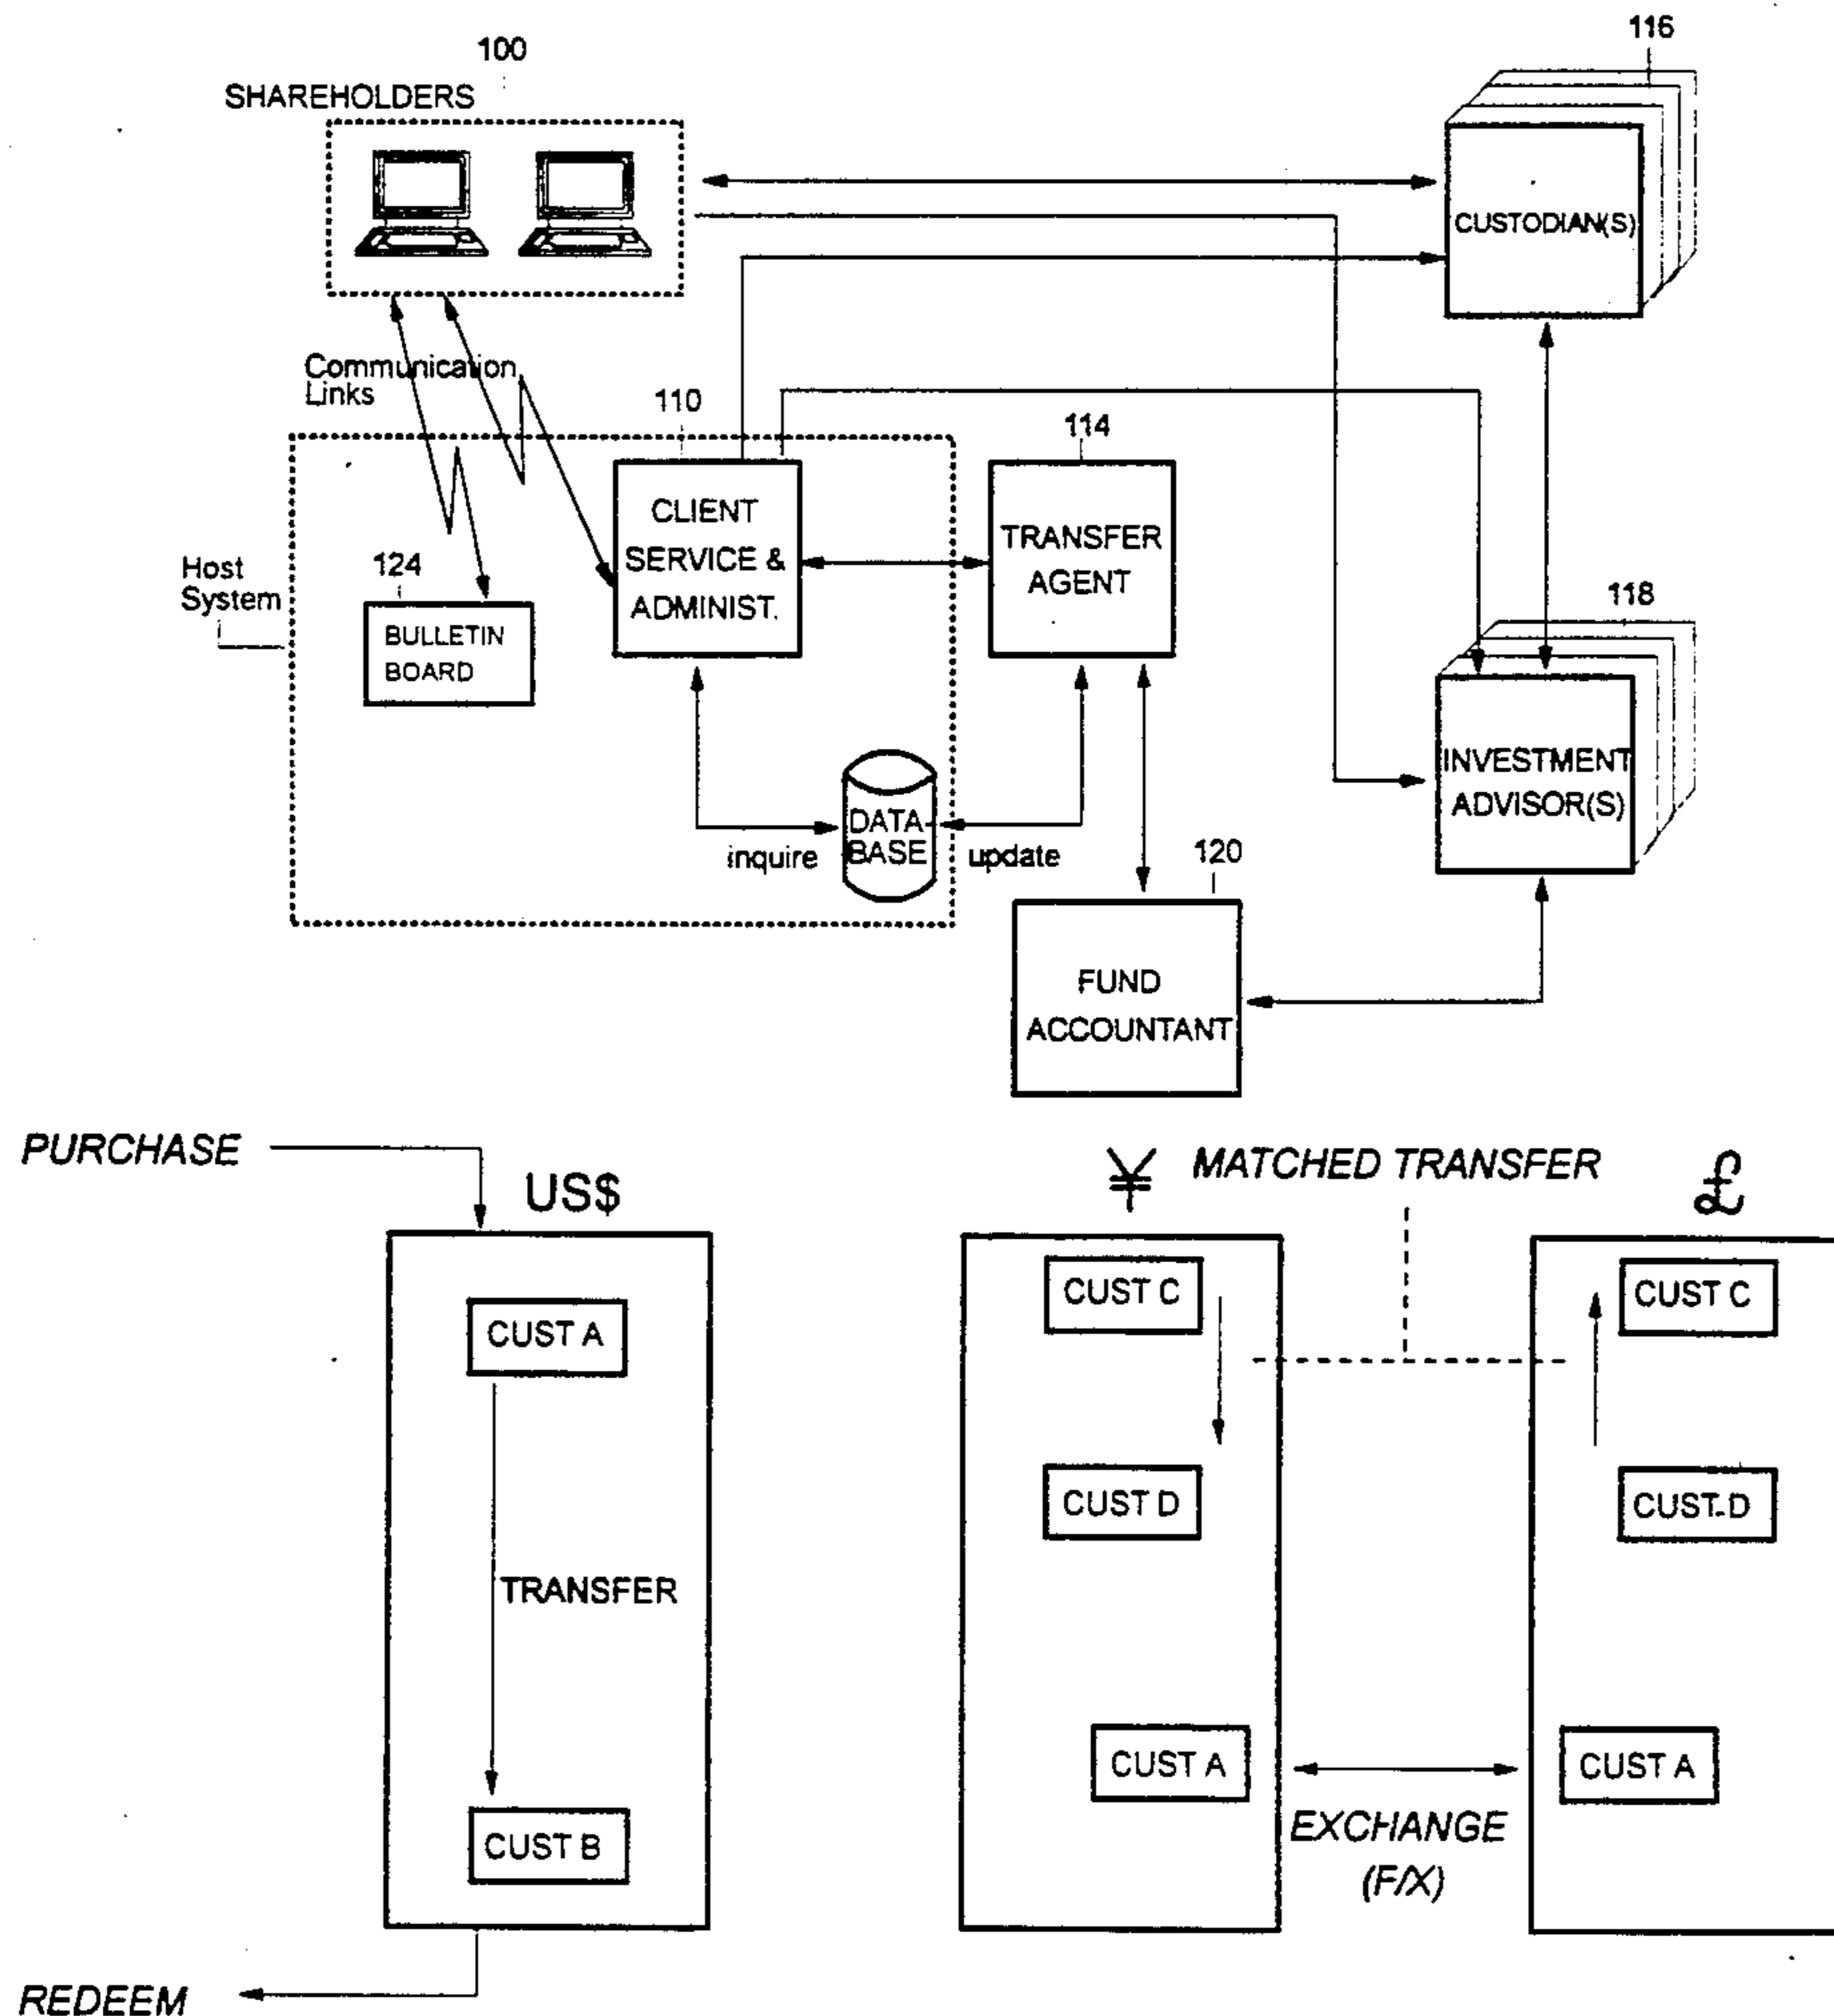 100
116
SHAREHOLDERS
CUSTODIAN(S)
Communication
Links
110
114
CLIENT
SERVICE &
ADMINIST.
TRANSFER
AGENT
118
Host
System
124
BULLETIN
BOARD
INVESTMENT
ADVISOR(S)
DATA
BASE
inquire
update
120
FUND
ACCOUNTANT
PURCHASE
US$
¥
MATCHED TRANSFER
£
CUST A
TRANSFER
CUST B
CUST C
CUST D
CUST A
CUST C
CUST D
CUST A
EXCHANGE
(F/X)
REDEEM